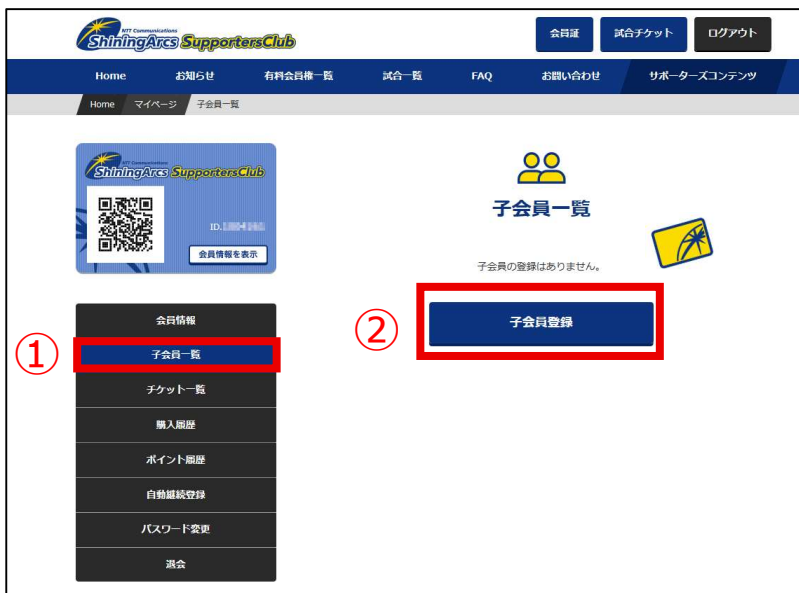 NTT Communications
ShiningArcs SupportersClub
会員証
試合チケット
ログアウト
Home
お知らせ
有料会員権一覧
試合一覧
FAQ
お問い合わせ
サポーターズコンテンツ
Home マイページ 子会員一覧
NTT Communications
ShiningArcs SupportersClub
ID.
会員情報を表示
子会員一覧
子会員の登録はありません。
①
②
会員情報
子会員一覧
チケット一覧
購入履歴
ポイント履歴
自動継続登録
パスワード変更
退会
子会員登録